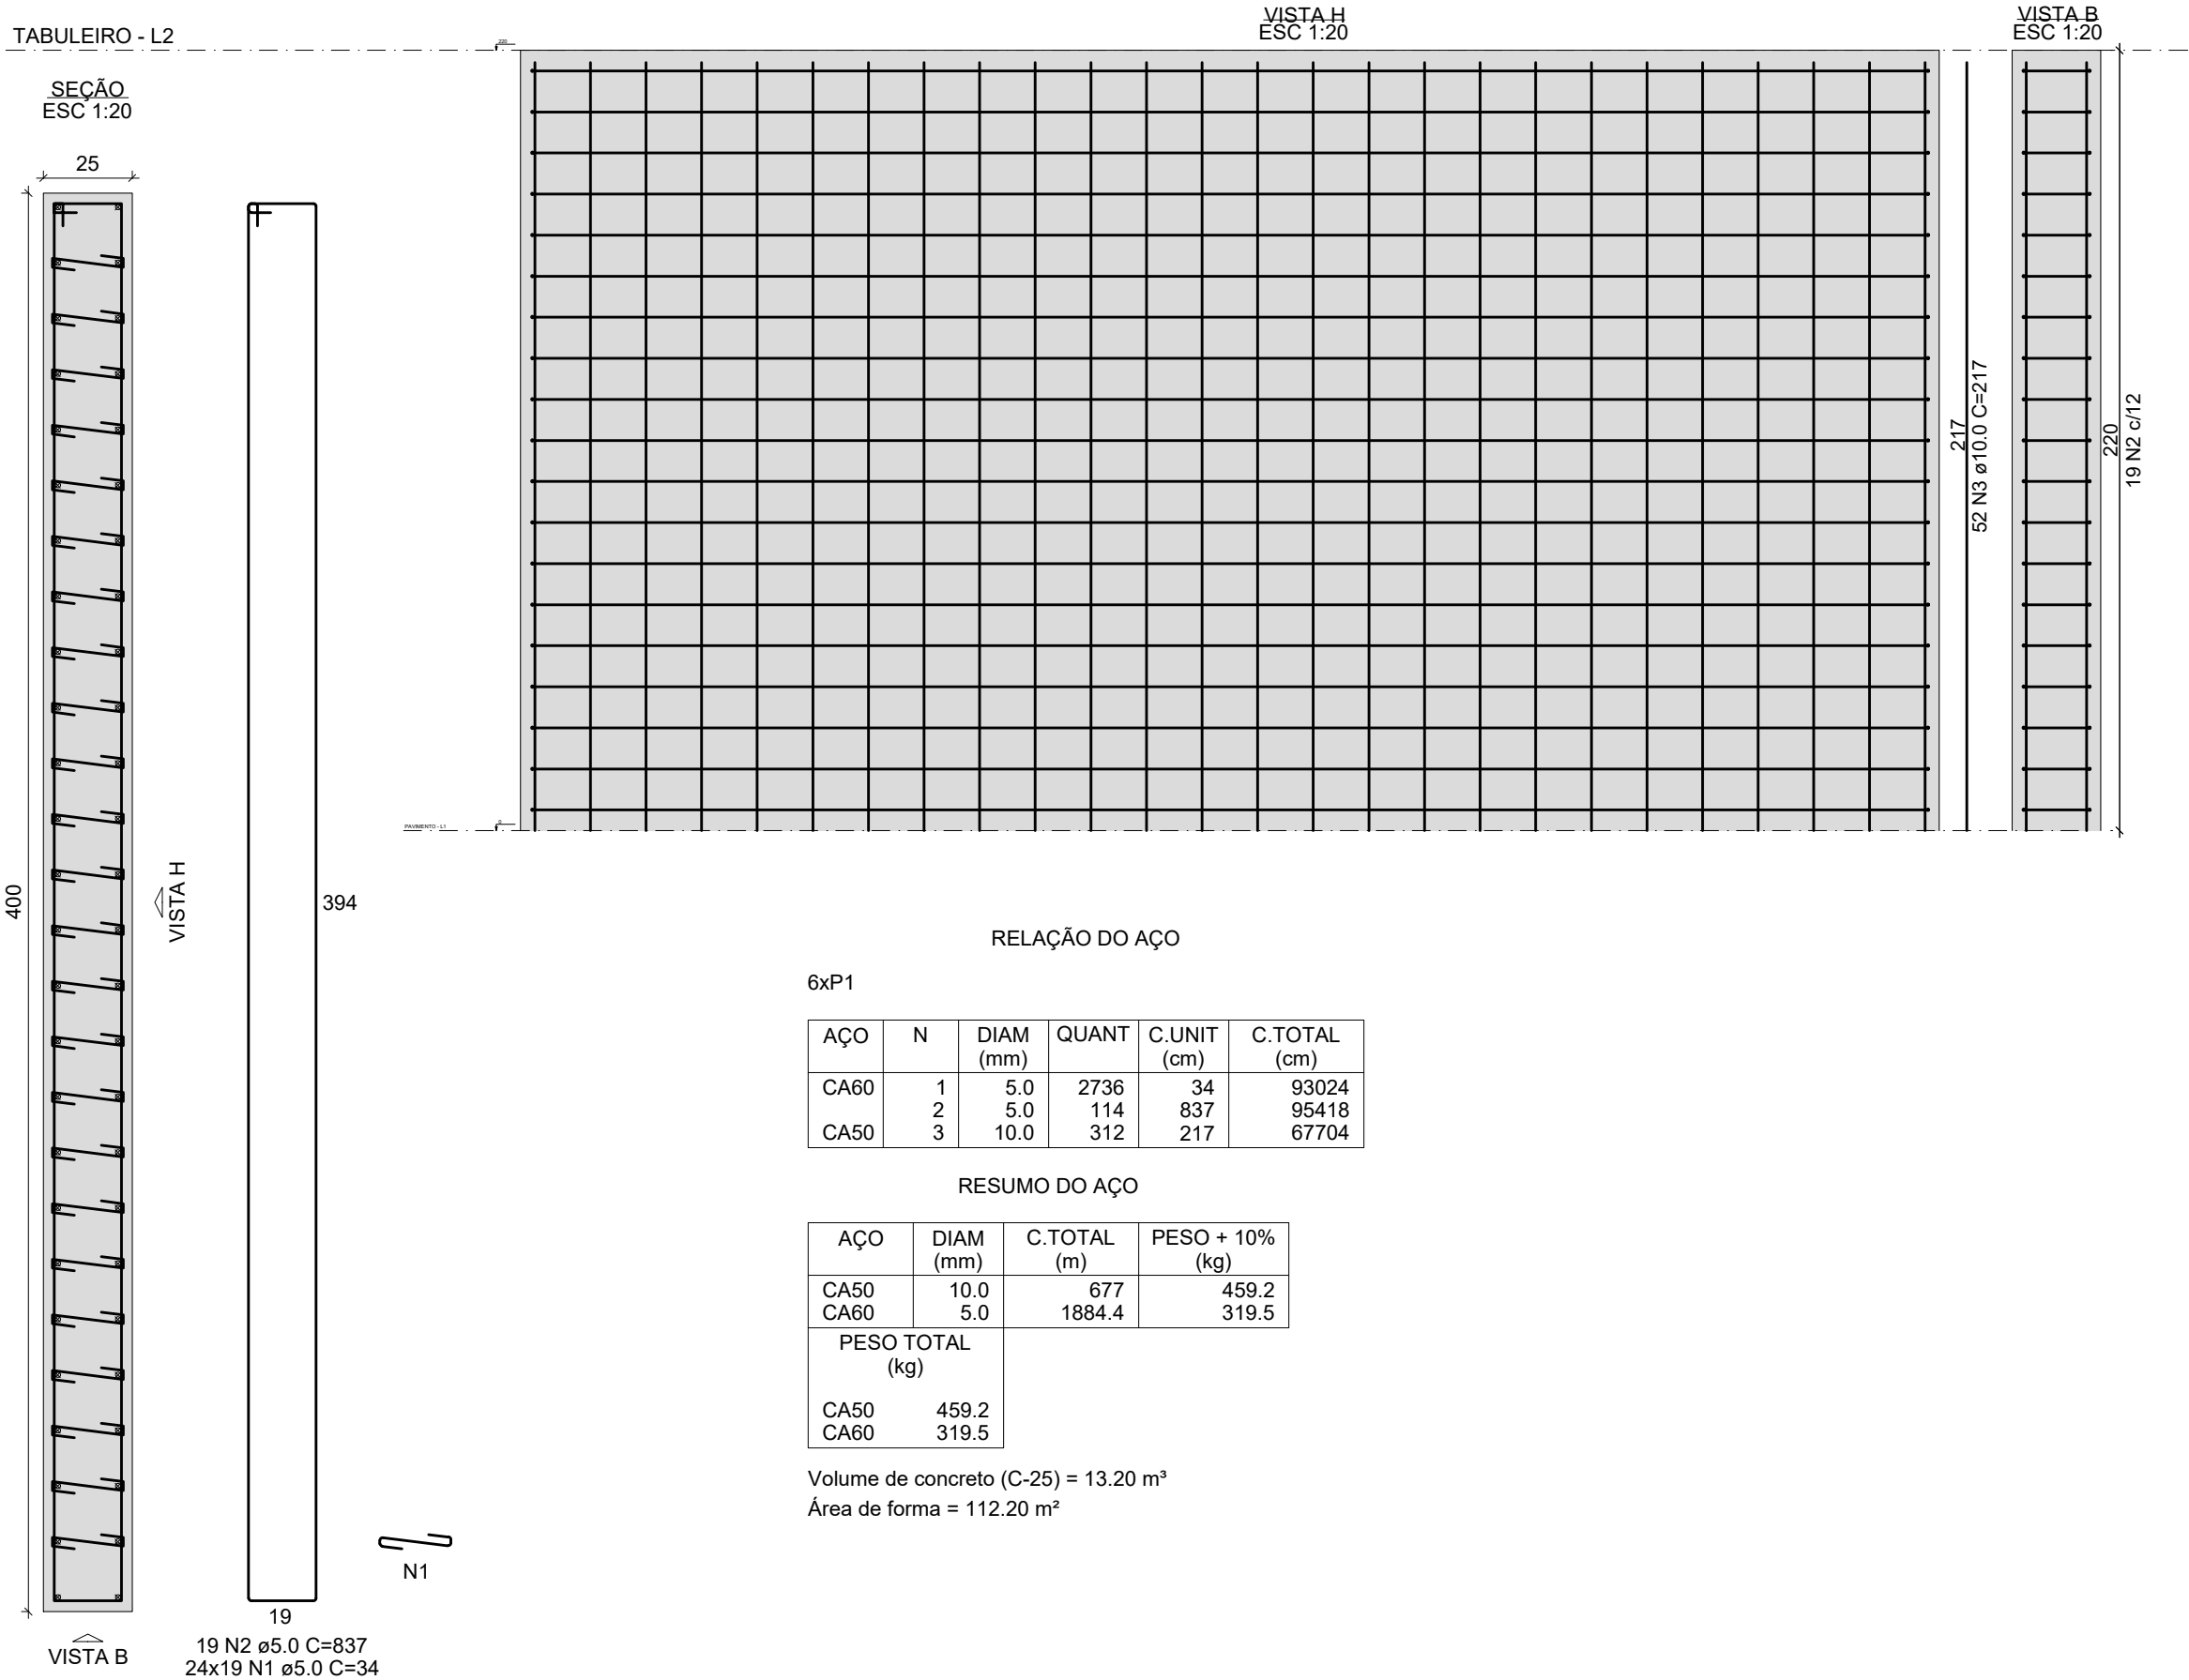 TABULEIRO - L2
SEÇÃO
ESC 1:20
25
400
VISTA H
VISTA B
394
19
19 N2 ø5.0 C=837
24x19 N1 ø5.0 C=34
N1
VISTA H
ESC 1:20
220
PAVIMENTO - L1
0
217
52 N3 ø10.0 C=217
VISTA B
ESC 1:20
220
19 N2 c/12
RELAÇÃO DO AÇO
6xP1
AÇO N DIAM QUANT C.UNIT C.TOTAL
(mm) (cm) (cm)
CA60 1 5.0 2736 34 93024
2 5.0 114 837 95418
CA50 3 10.0 312 217 67704
RESUMO DO AÇO
AÇO DIAM C.TOTAL PESO + 10%
(mm) (m) (kg)
CA50 10.0 677 459.2
CA60 5.0 1884.4 319.5
PESO TOTAL
(kg)
CA50 459.2
CA60 319.5
Volume de concreto (C-25) = 13.20 m³
Área de forma = 112.20 m²